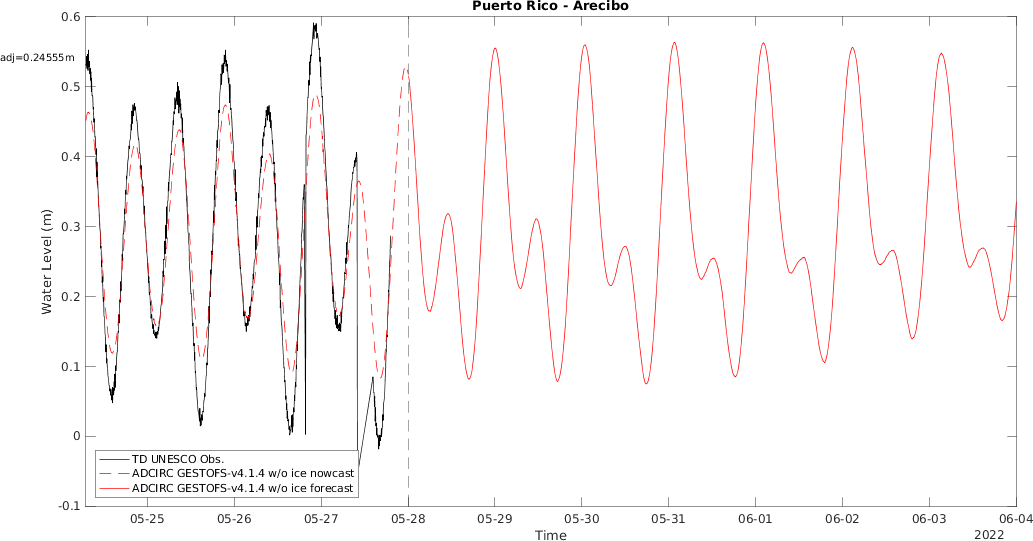 Puerto Rico - Arecibo
adj=0.24555m
0.6
0.5
0.4
0.3
0.2
0.1
0
-0.1
Water Level (m)
TD UNESCO Obs.
ADCIRC GESTOFS-v4.1.4 w/o ice nowcast
ADCIRC GESTOFS-v4.1.4 w/o ice forecast
05-25 05-26 05-27 05-28 05-29 05-30 05-31 06-01 06-02 06-03 06-04
Time
2022